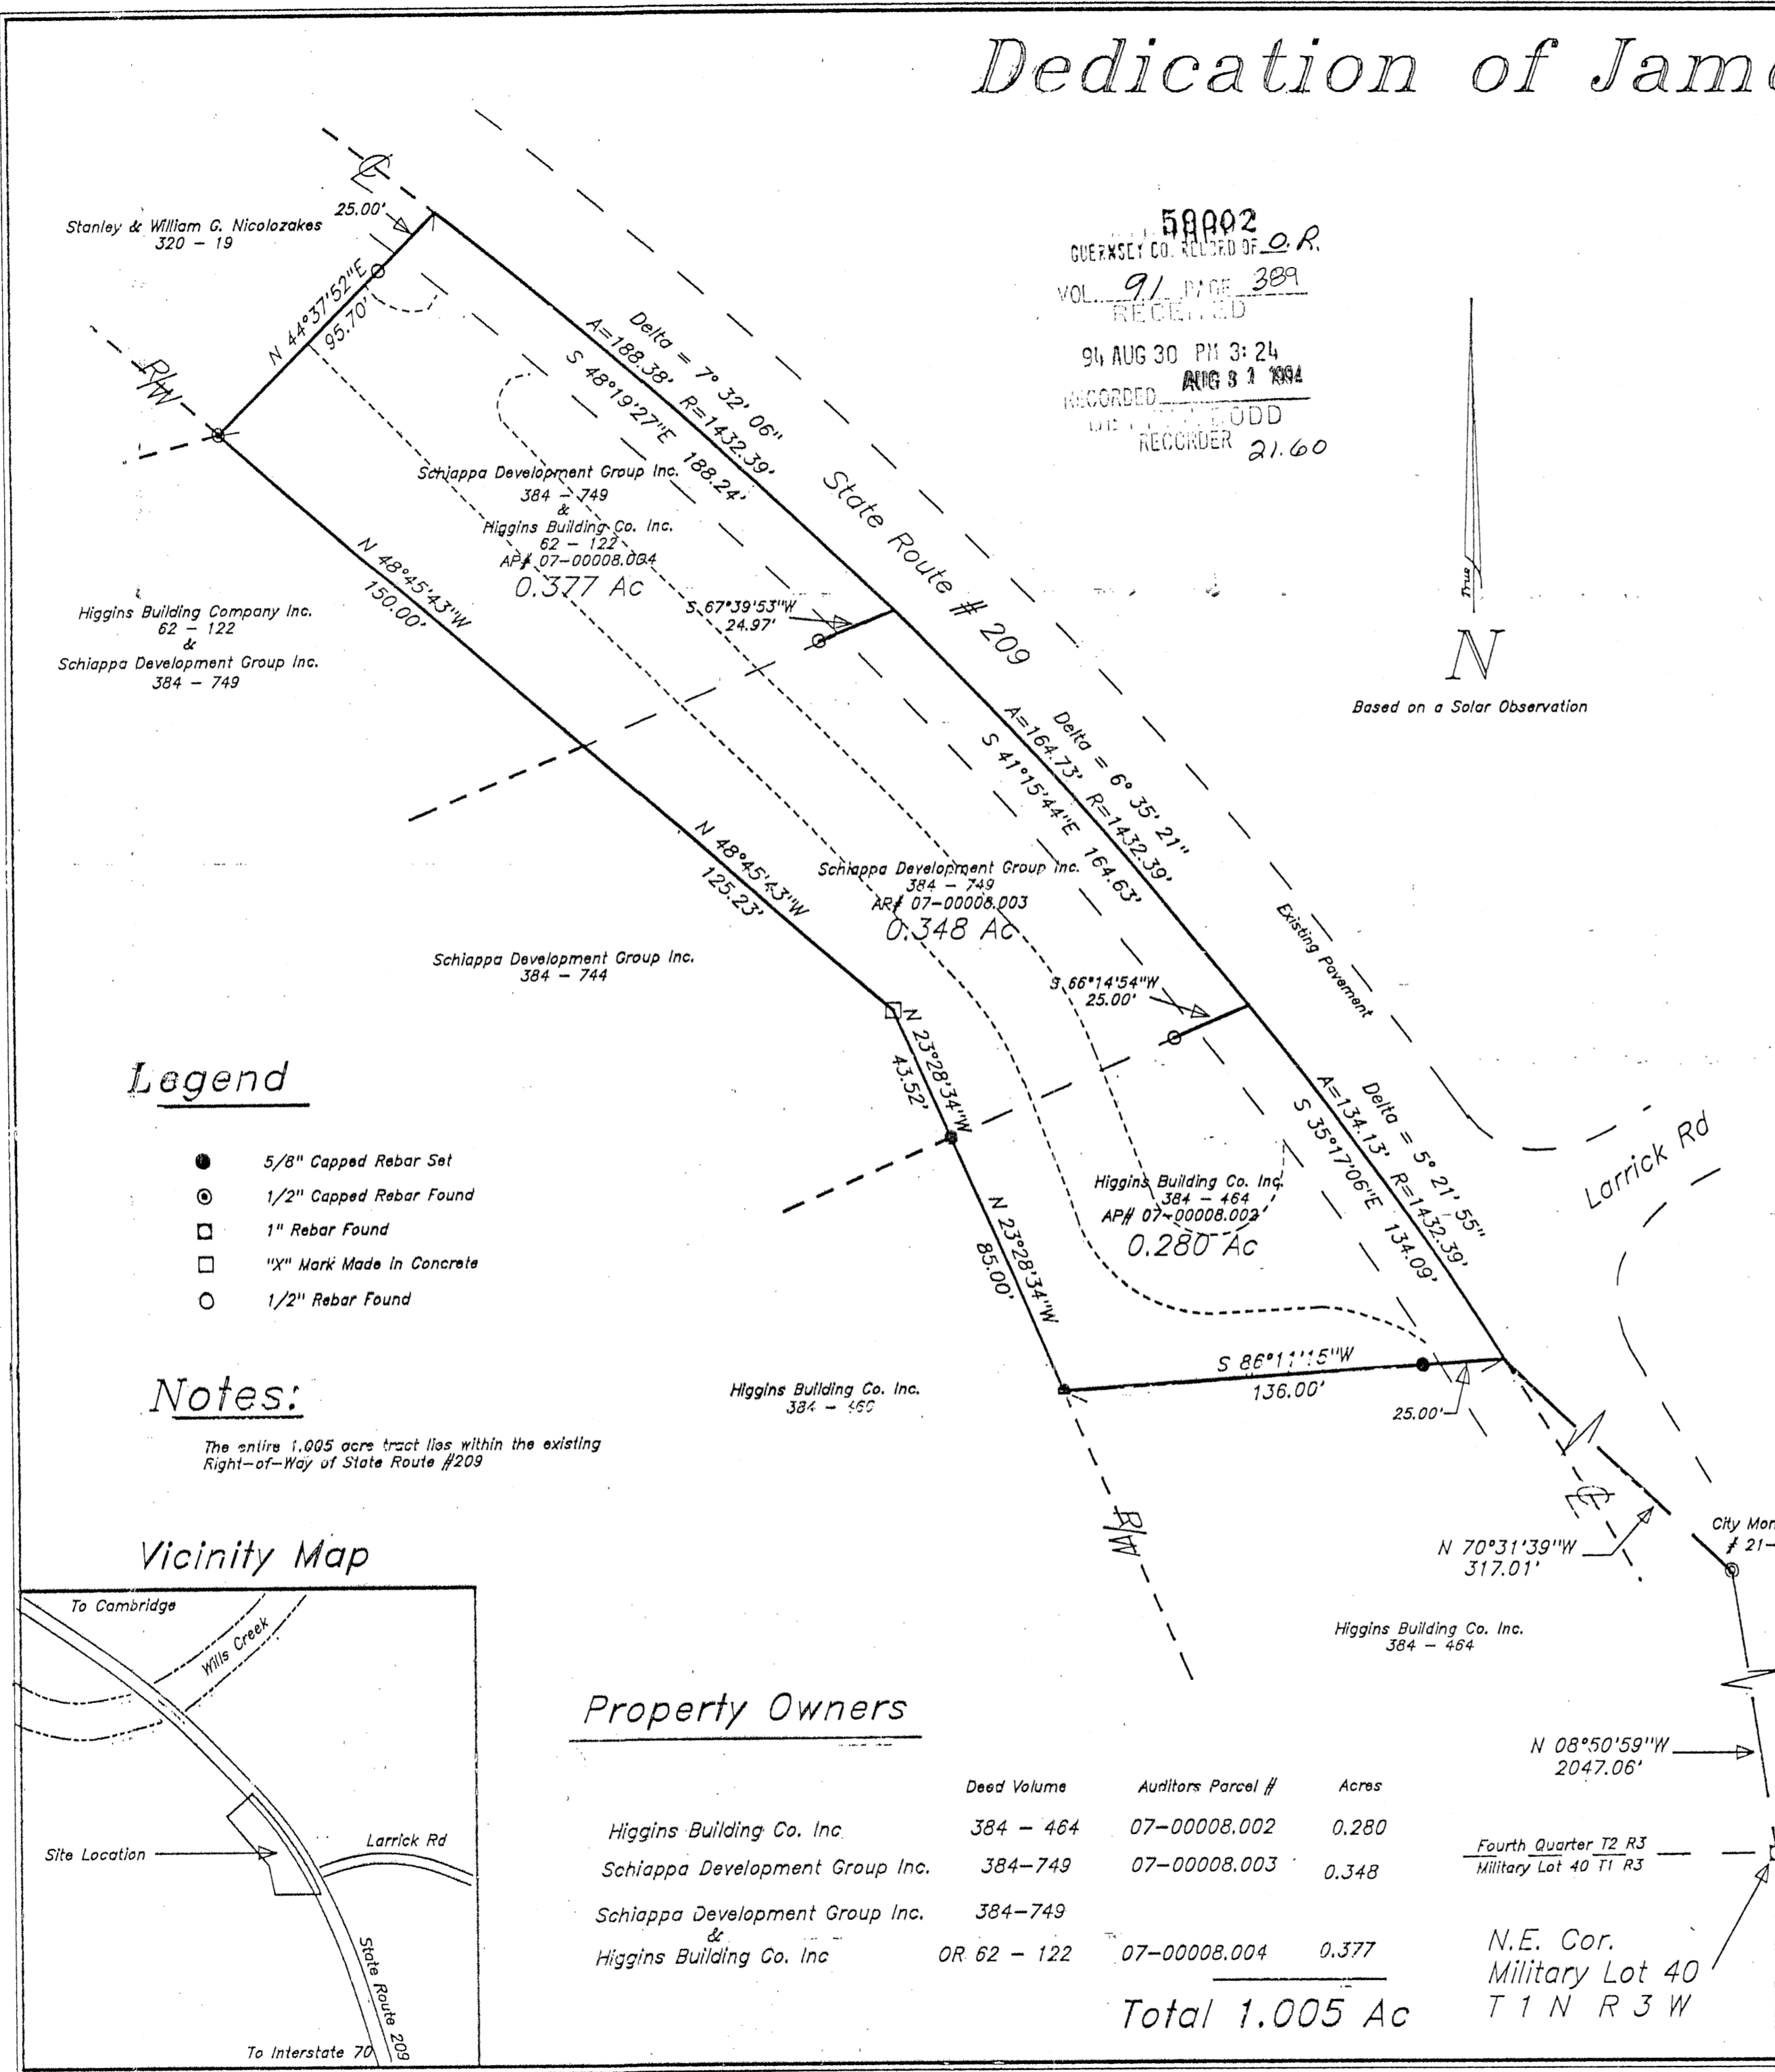 Dedication of Jam
Stanley & William G. Nicolozakes
320 - 19
25.00'
N 44°37'52"E
95.70'
R/W
58002
GUERNSEY CO. RECORD OF O.R.
VOL. 91 PAGE 389
RECEIVED
94 AUG 30 PM 3:24
RECORDED AUG 31 1994
DODD
RECORDER 21.60
Delta = 7° 32' 06"
A=188.38' R=1432.39'
S 48°19'27"E 188.24'
State Route # 209
Schiappa Development Group Inc.
384 - 749
&
Higgins Building Co. Inc.
62 - 122
AP# 07-00008.004
0.377 Ac
N 48°45'43"W
150.00'
S 67°39'53"W
24.97'
True
N
Based on a Solar Observation
Higgins Building Company Inc.
62 - 122
&
Schiappa Development Group Inc.
384 - 749
Delta = 6° 35' 21"
A=164.73' R=1432.39'
S 41°15'44"E 164.63'
N 48°45'43"W
125.23'
Schiappa Development Group Inc.
384 - 749
AP# 07-00008.003
0.348 Ac
Existing Pavement
Schiappa Development Group Inc.
384 - 744
S 66°14'54"W
25.00'
N 23°28'34"W
43.52'
Delta = 5° 21' 55"
A=134.13' R=1432.39'
S 35°17'06"E 134.09'
Larrick Rd
Legend
5/8" Capped Rebar Set
1/2" Capped Rebar Found
1" Rebar Found
"X" Mark Made in Concrete
1/2" Rebar Found
Higgins Building Co. Inc.
384 - 464
AP# 07-00008.002
0.280 Ac
N 23°28'34"W
85.00'
S 86°11'15"W
136.00'
25.00'
Higgins Building Co. Inc.
384 - 460
Notes:
The entire 1.005 acre tract lies within the existing
Right-of-Way of State Route #209
R/W
N 70°31'39"W
317.01'
City Mon
# 21-
Higgins Building Co. Inc.
384 - 464
Vicinity Map
To Cambridge
Wills Creek
Site Location
Larrick Rd
State Route 209
To Interstate 70
N 08°50'59"W
2047.06'
Fourth Quarter T2 R3
Military Lot 40 T1 R3
N.E. Cor.
Military Lot 40
T 1 N R 3 W
Property Owners
Deed Volume Auditors Parcel # Acres
Higgins Building Co. Inc 384 - 464 07-00008.002 0.280
Schiappa Development Group Inc. 384-749 07-00008.003 0.348
Schiappa Development Group Inc. 384-749
&
Higgins Building Co. Inc OR 62 - 122 07-00008.004 0.377
Total 1.005 Ac